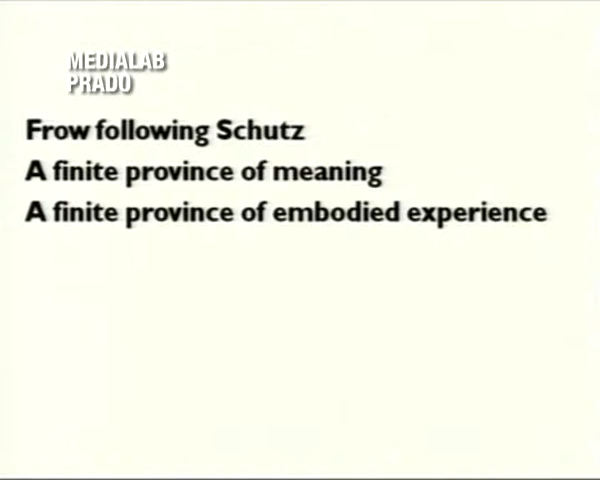 MEDIALAB
PRADO
Frow following Schutz
A finite province of meaning
A finite province of embodied experience